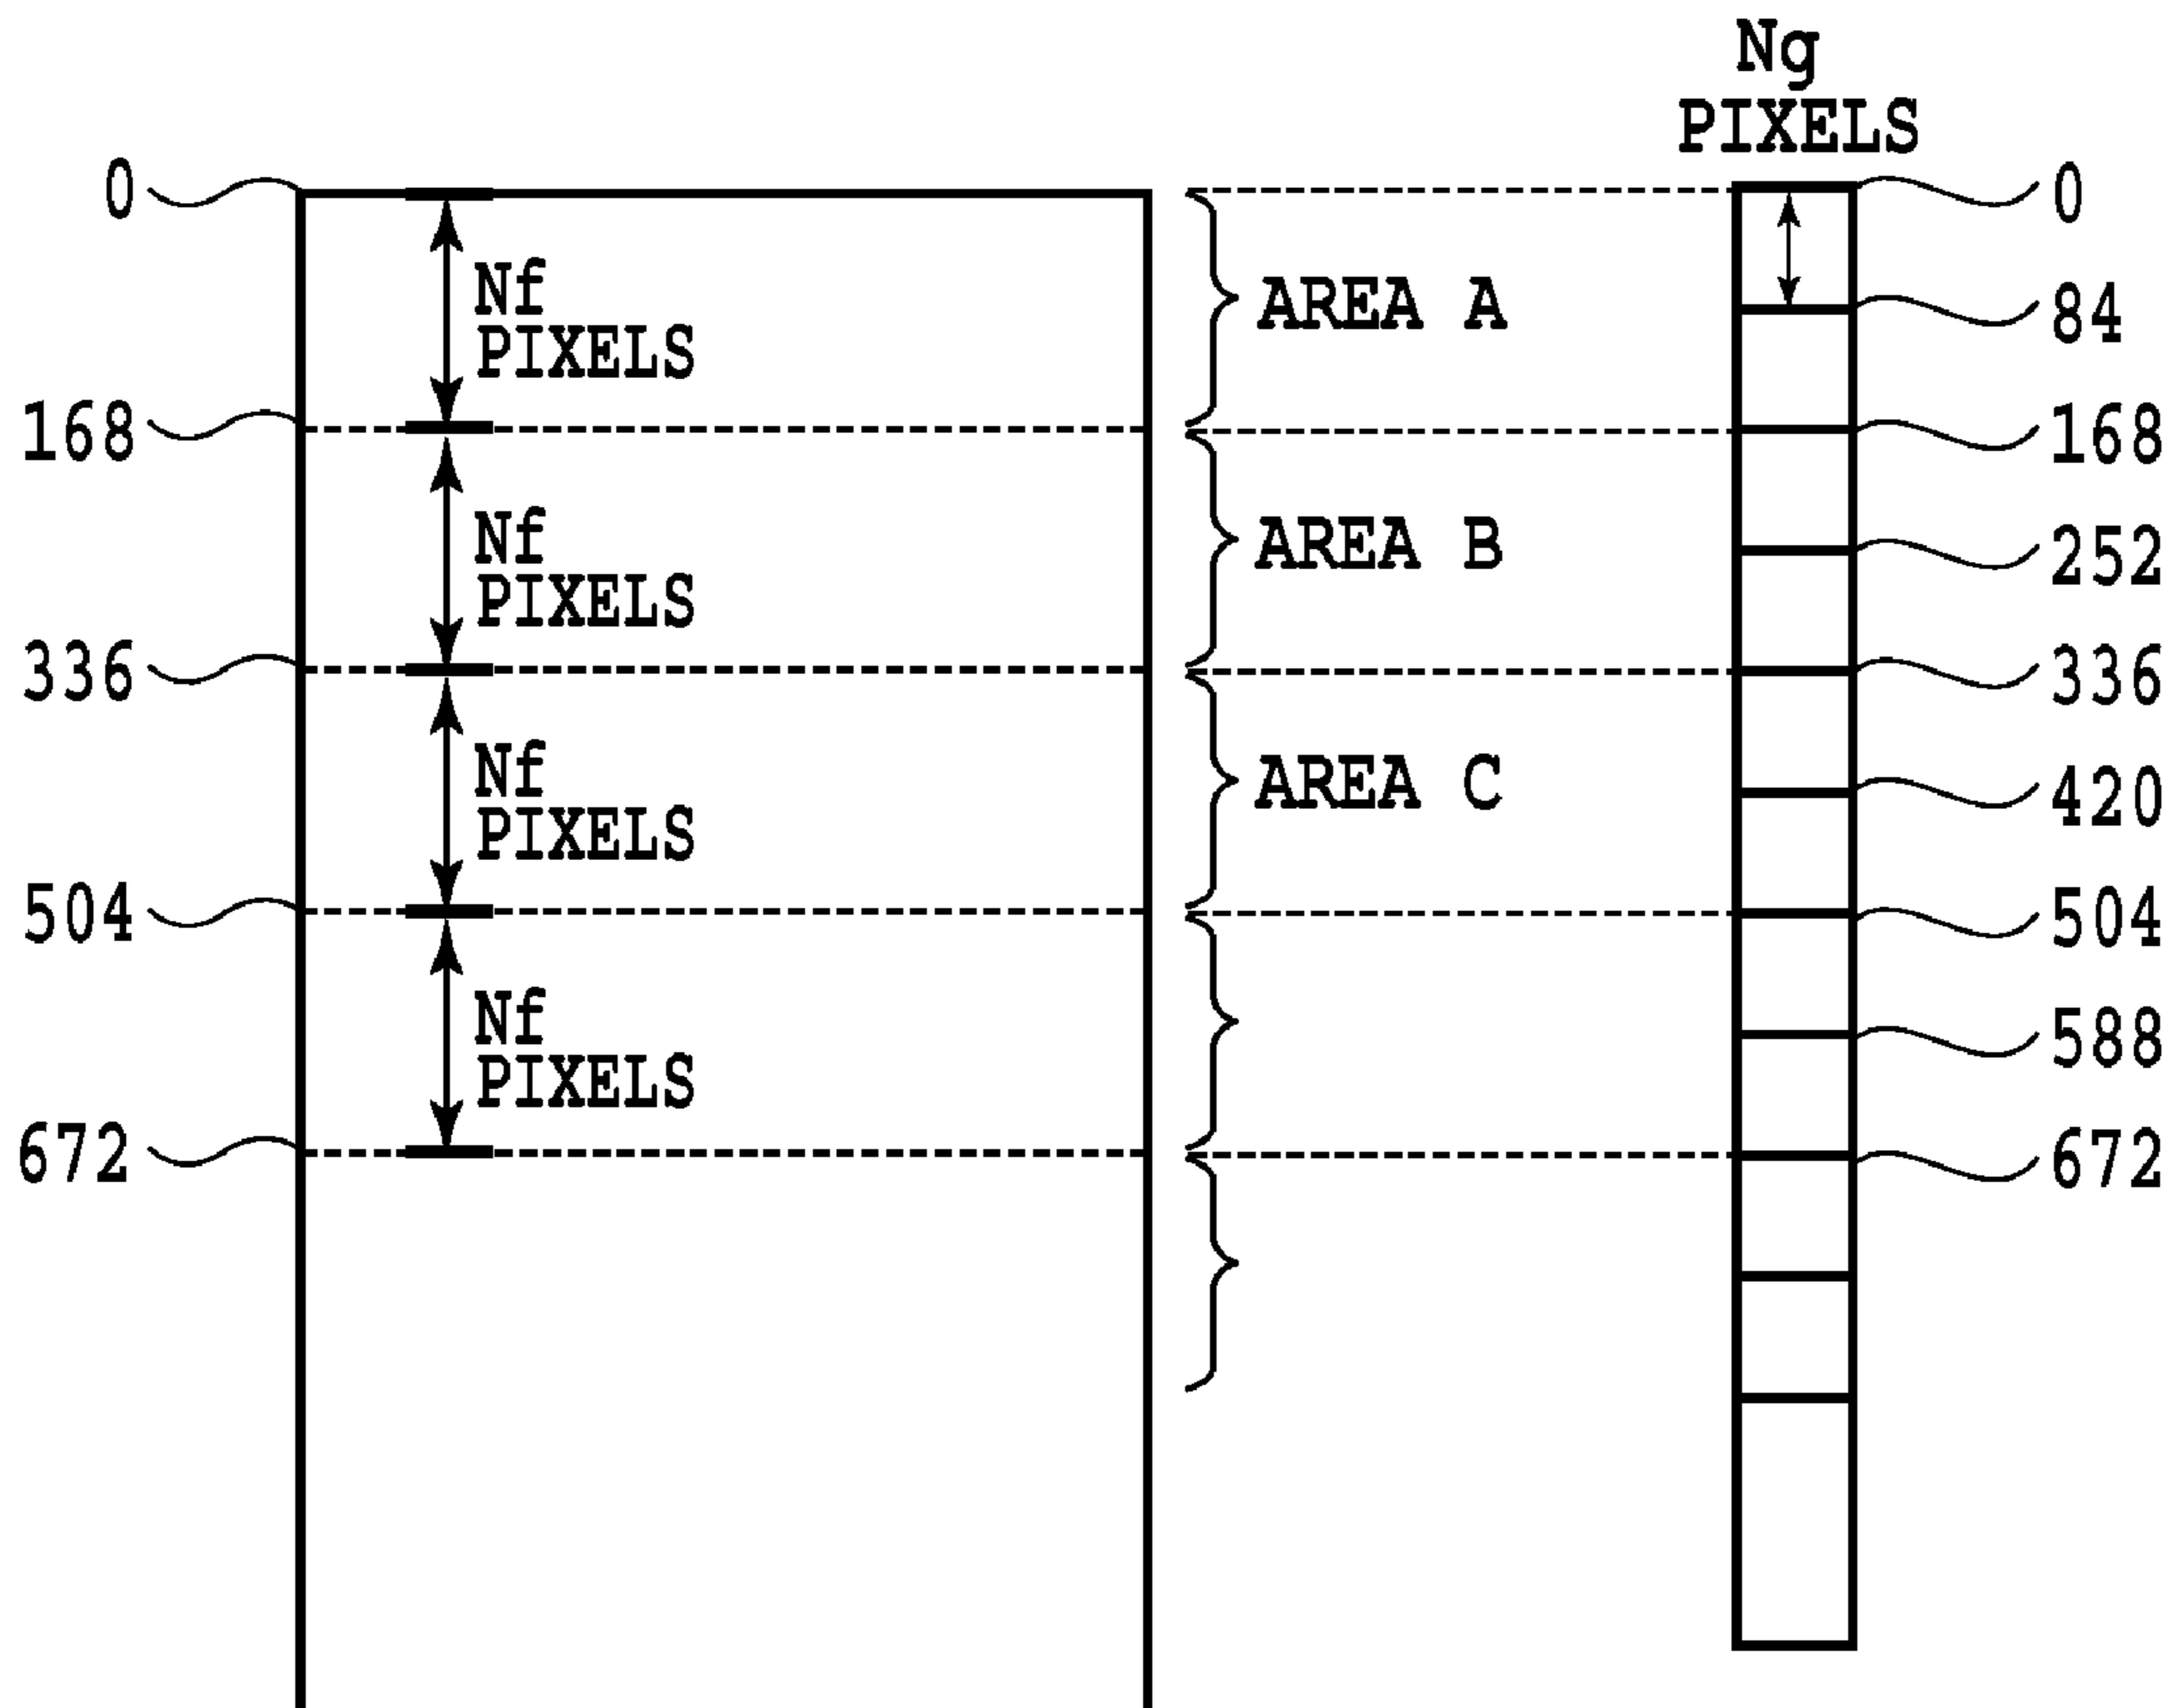 Ng
PIXELS
0
0
Nf
PIXELS
AREA A
84
168
168
Nf
PIXELS
AREA B
252
336
336
Nf
PIXELS
AREA C
420
504
504
Nf
PIXELS
588
672
672